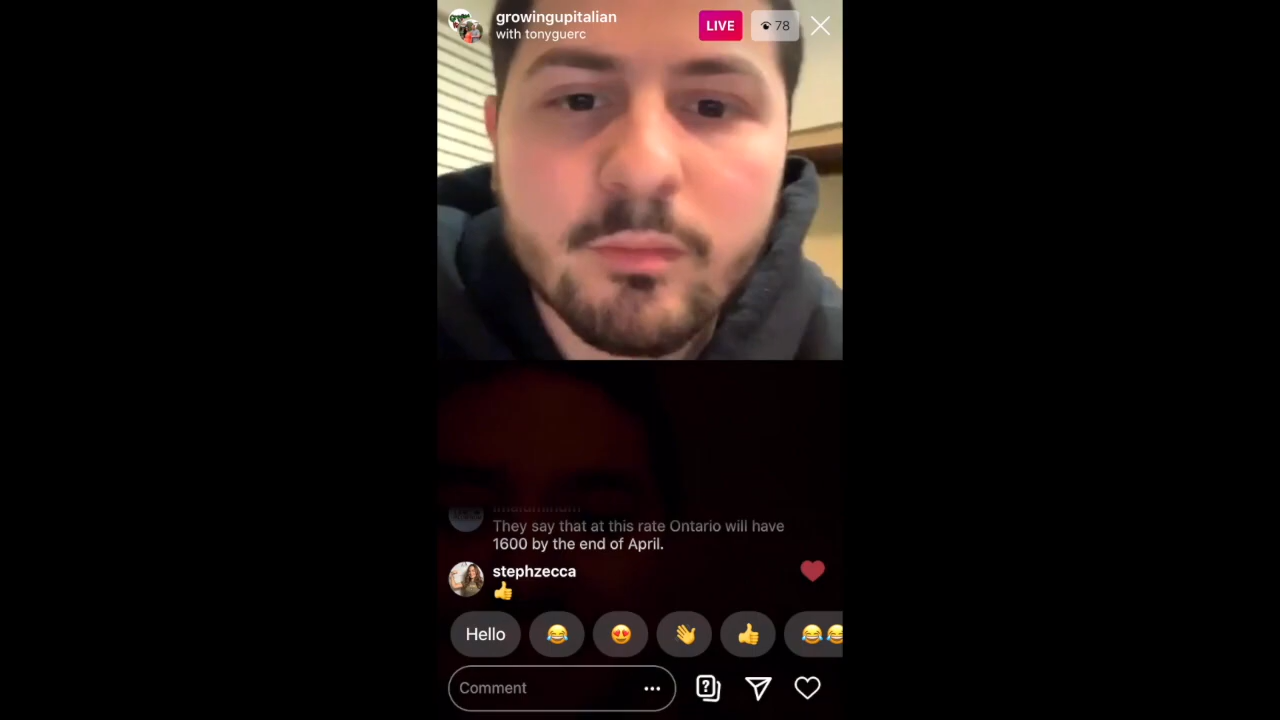 growingupitalian
with tonyguerc
LIVE
78
They say that at this rate Ontario will have
1600 by the end of April.
stephzecca
Hello
Comment